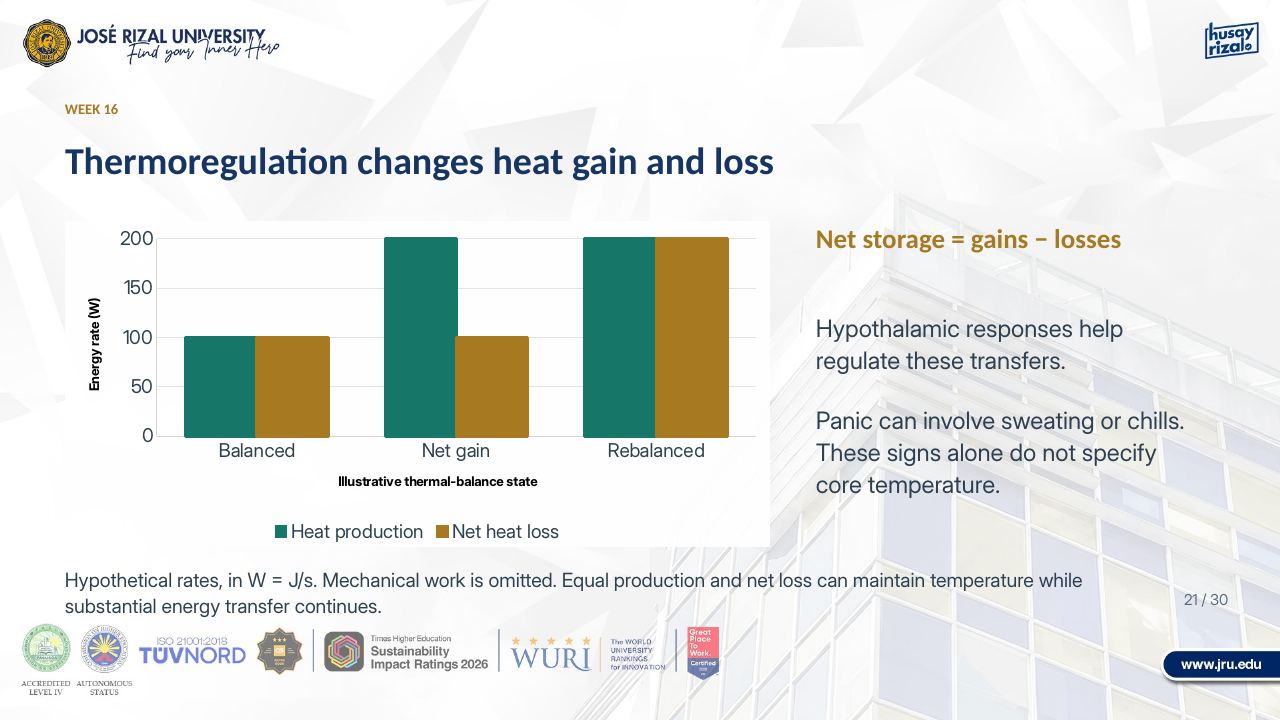 JOSÉ RIZAL UNIVERSITY
Find your Inner Hero
husay
rizal
WEEK 16
Thermoregulation changes heat gain and loss
Energy rate (W)
200
150
100
50
0
Balanced Net gain Rebalanced
Illustrative thermal-balance state
Heat production Net heat loss
Net storage = gains − losses
Hypothalamic responses help
regulate these transfers.
Panic can involve sweating or chills.
These signs alone do not specify
core temperature.
Hypothetical rates, in W = J/s. Mechanical work is omitted. Equal production and net loss can maintain temperature while
substantial energy transfer continues.
21 / 30
ACCREDITED
LEVEL IV
AUTONOMOUS
STATUS
ISO 21001:2018
TÜVNORD
Times Higher Education
Sustainability
Impact Ratings 2026
WURI
The WORLD
UNIVERSITY
RANKINGS
for INNOVATION
Great
Place
To
Work.
Certified
www.jru.edu